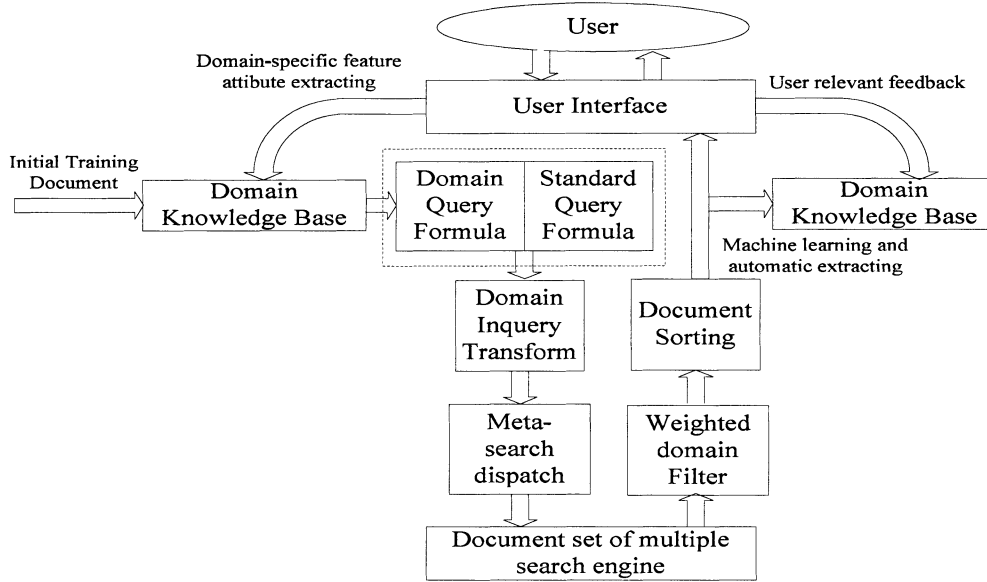 User
Domain-specific feature
attibute extracting
User relevant feedback
User Interface
Initial Training
Document
Domain
Knowledge Base
Domain
Query
Formula
Standard
Query
Formula
Domain
Knowledge Base
Machine learning and
automatic extracting
Domain
Inquery
Transform
Document
Sorting
Meta-
search
dispatch
Weighted
domain
Filter
Document set of multiple
search engine